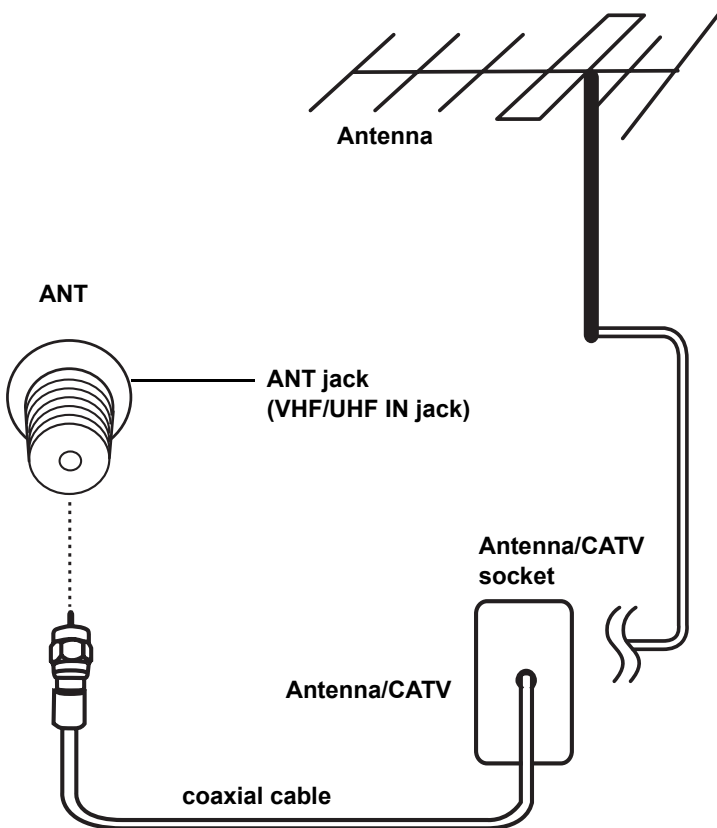 Antenna
ANT
ANT jack
(VHF/UHF IN jack)
Antenna/CATV
socket
Antenna/CATV
coaxial cable